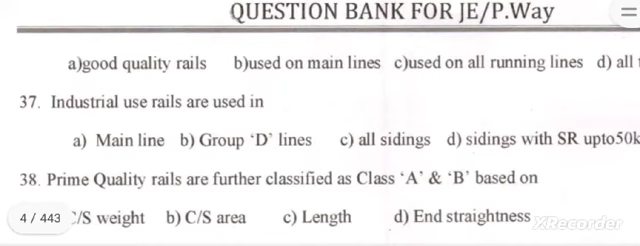 QUESTION BANK FOR JE/P.Way
a)good quality rails b)used on main lines c)used on all running lines d) all
37. Industrial use rails are used in
a) Main line b) Group ‘D’ lines c) all sidings d) sidings with SR upto50k
38. Prime Quality rails are further classified as Class ‘A’ & ‘B’ based on
4 / 443 C/S weight b) C/S area c) Length d) End straightness
XRecorder